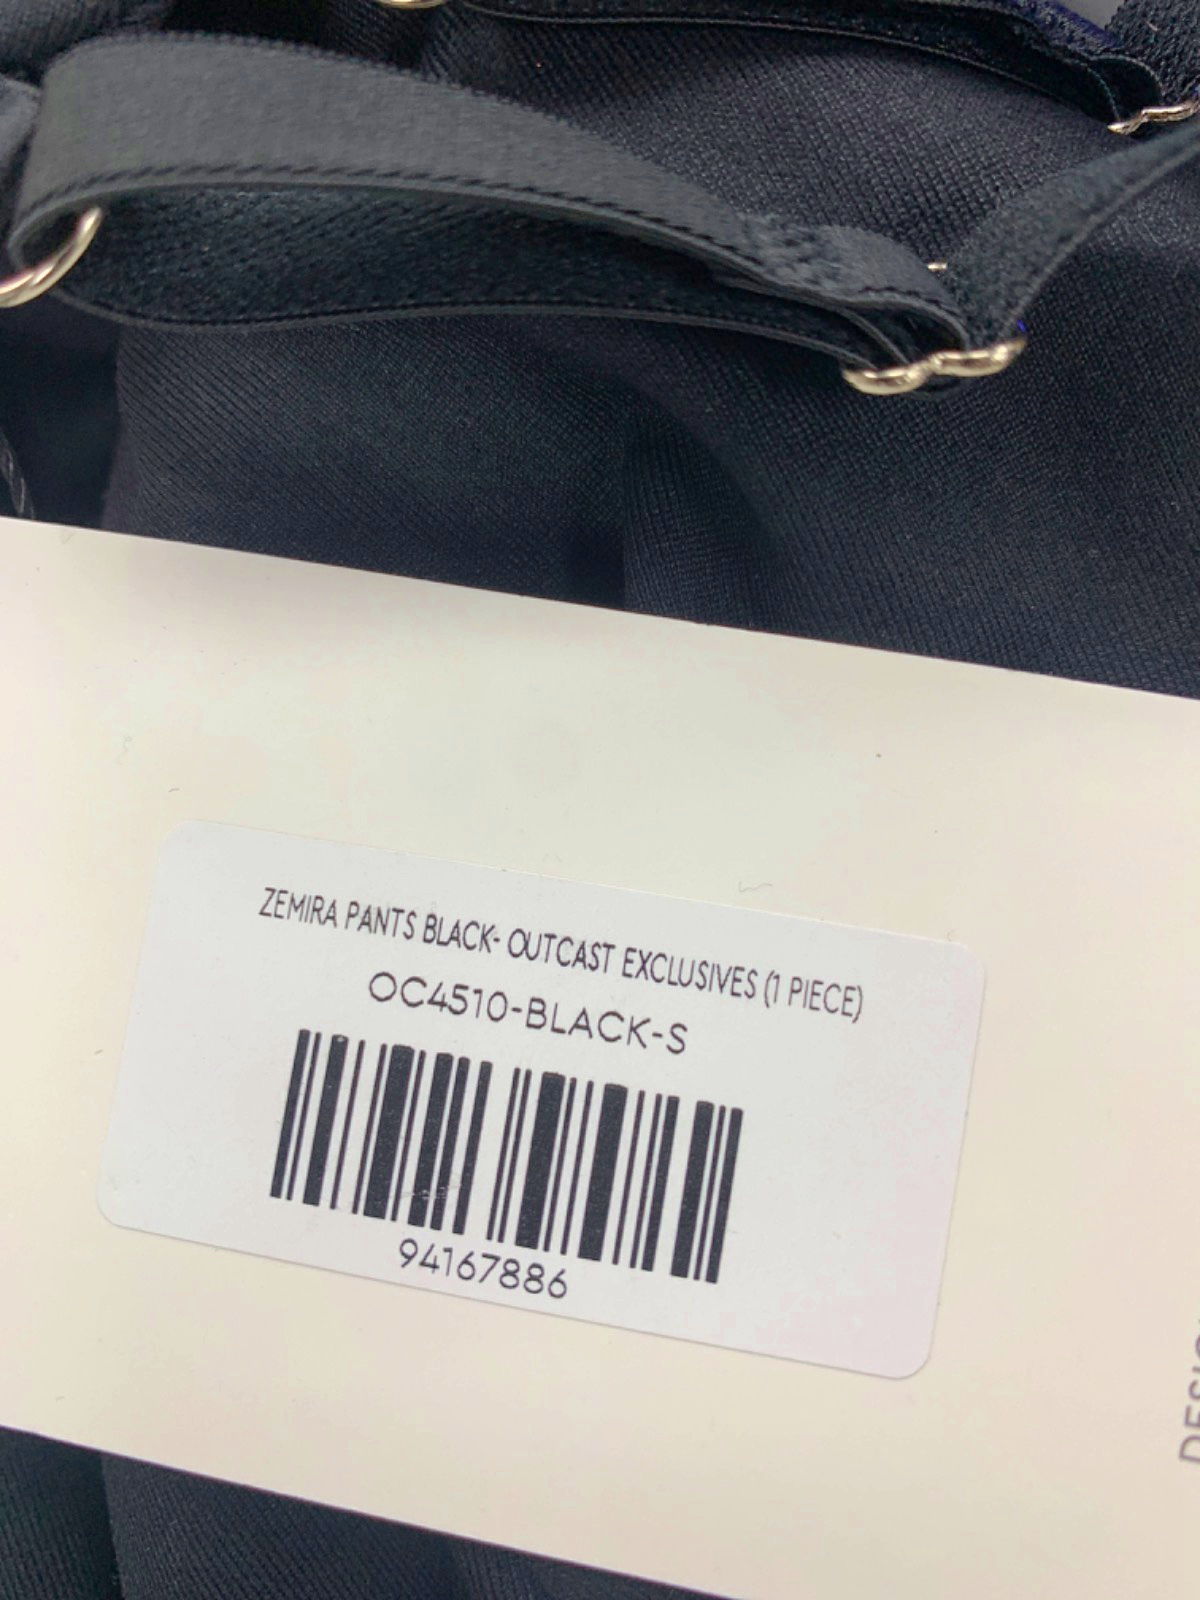 ZEMIRA PANTS BLACK- OUTCAST EXCLUSIVES (1 PIECE)
OC4510-BLACK-S
94167886